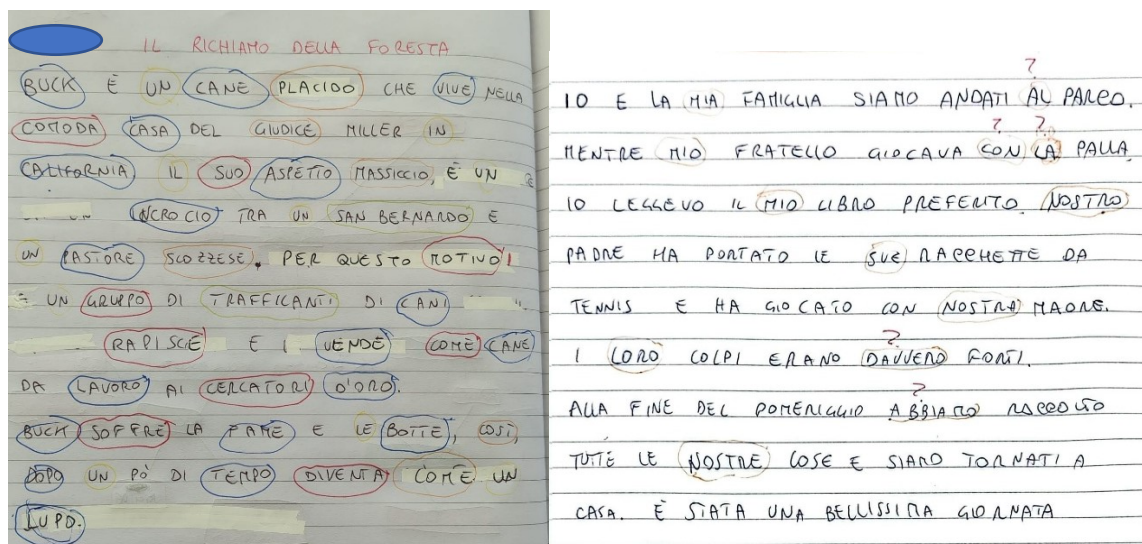 IL RICHIAMO DELLA FORESTA
BUCK È UN CANE PLACIDO CHE VIVE NELLA
COMODA CASA DEL GIUDICE MILLER IN
CALIFORNIA IL SUO ASPETTO MASSICCIO, È UN
INCROCIO TRA UN SAN BERNARDO E
UN PASTORE SCOZZESE. PER QUESTO MOTIVO
UN GRUPPO DI TRAFFICANTI DI CANI
RAPISCE E VENDE COME CANE
DA LAVORO AI CERCATORI D'ORO.
BUCK SOFFRE LA FAME E LE BOTTE, COSÌ,
DOPO UN PÒ DI TEMPO DIVENTA COME UN
LUPO.
?
IO E LA MIA FAMIGLIA SIAMO ANDATI AL PARCO.
? ?
MENTRE MIO FRATELLO GIOCAVA CON LA PALLA
IO LEGGEVO IL MIO LIBRO PREFERITO. NOSTRO
PADRE HA PORTATO LE SUE RACCHETTE DA
TENNIS E HA GIOCATO CON NOSTRA MADRE.
?
I LORO COLPI ERANO DAVVERO FORTI.
?
ALLA FINE DEL POMERIGGIO ABBIAMO RACCOLTO
TUTTE LE NOSTRE COSE E SIAMO TORNATI A
CASA. È STATA UNA BELLISSIMA GIORNATA